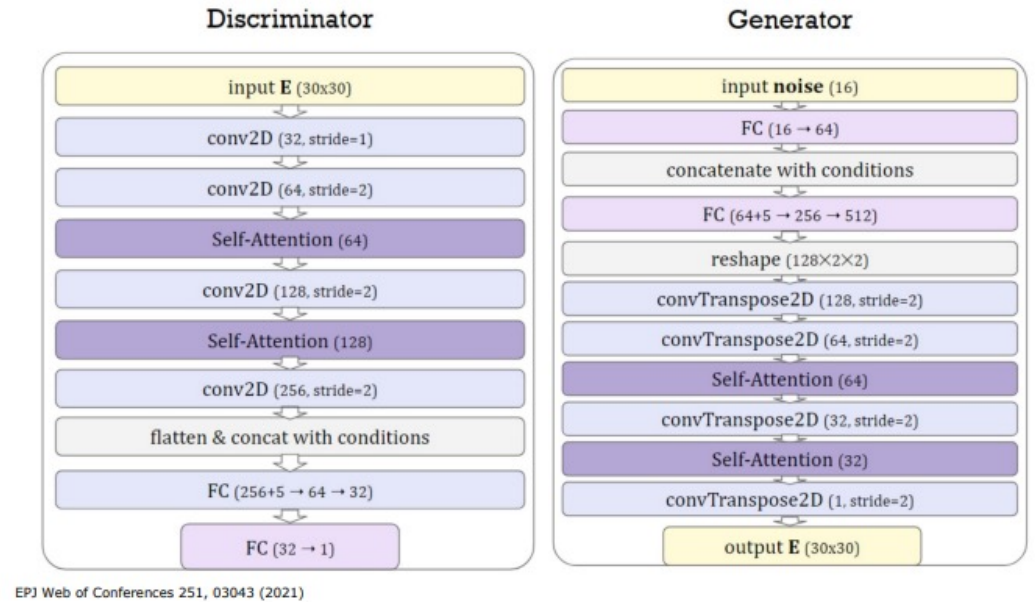 Discriminator
input E (30x30)
conv2D (32, stride=1)
conv2D (64, stride=2)
Self-Attention (64)
conv2D (128, stride=2)
Self-Attention (128)
conv2D (256, stride=2)
flatten & concat with conditions
FC (256+5 → 64 → 32)
FC (32 → 1)
Generator
input noise (16)
FC (16 → 64)
concatenate with conditions
FC (64+5 → 256 → 512)
reshape (128×2×2)
convTranspose2D (128, stride=2)
convTranspose2D (64, stride=2)
Self-Attention (64)
convTranspose2D (32, stride=2)
Self-Attention (32)
convTranspose2D (1, stride=2)
output E (30x30)
EPJ Web of Conferences 251, 03043 (2021)